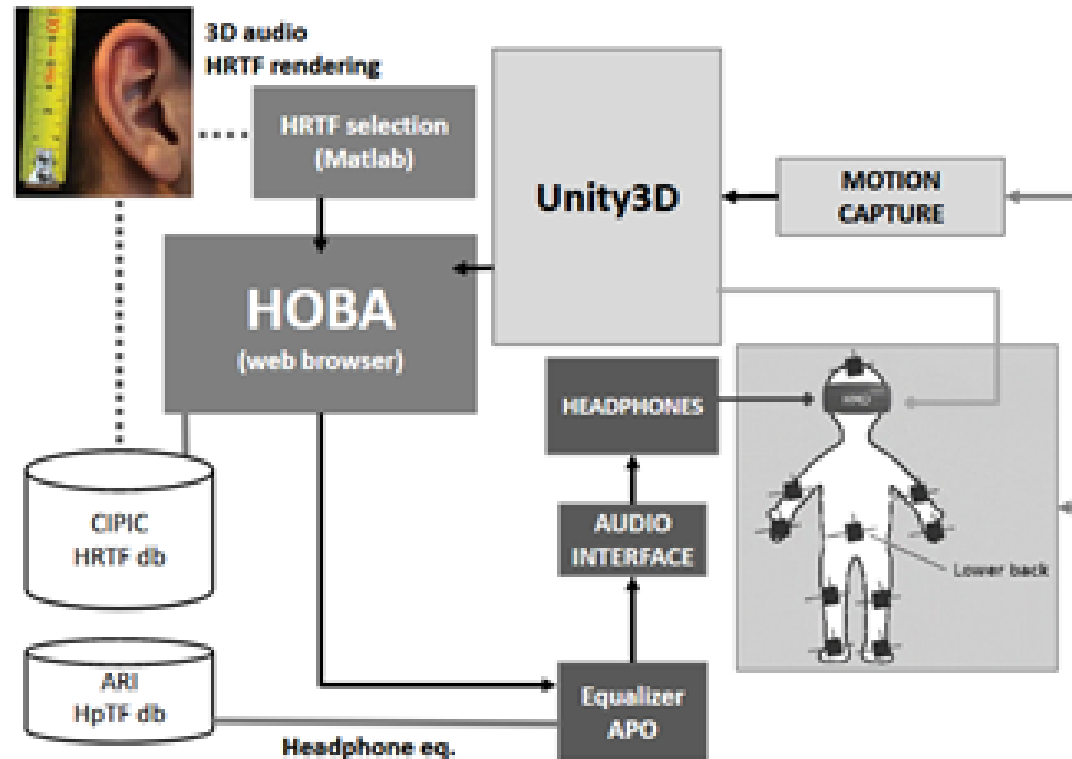 3D audio
HRTF rendering
HRTF selection
(Matlab)
Unity3D
MOTION
CAPTURE
HOBA
(web browser)
HEADPHONES
HMD
CIPIC
HRTF db
AUDIO
INTERFACE
Lower back
ARI
HpTF db
Equalizer
APO
Headphone eq.